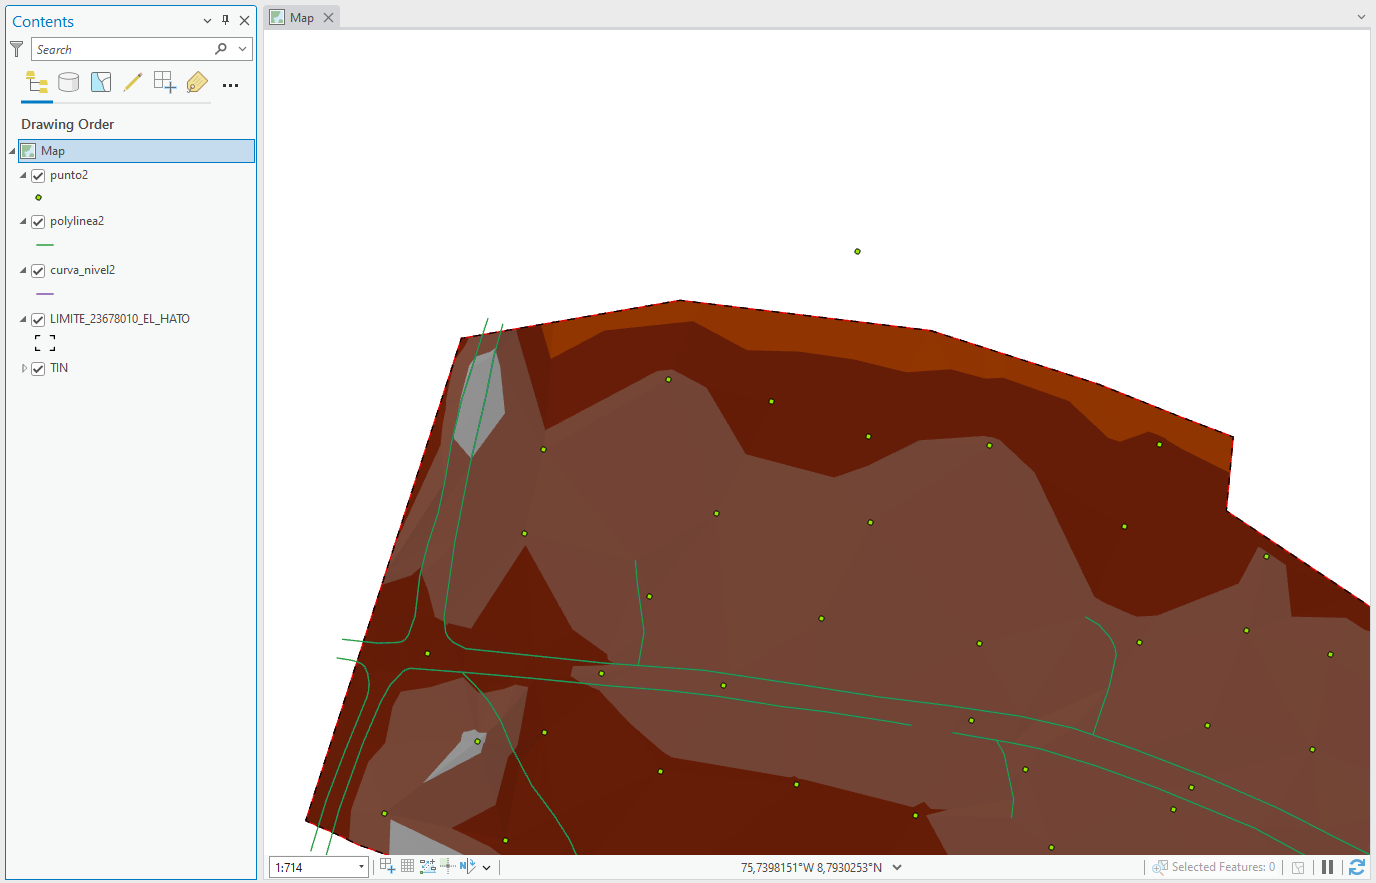 Contents
Search
Drawing Order
Map
punto2
polylinea2
curva_nivel2
LIMITE_23678010_EL_HATO
TIN
Map
1:714
N
75,7398151°W 8,7930253°N
Selected Features: 0